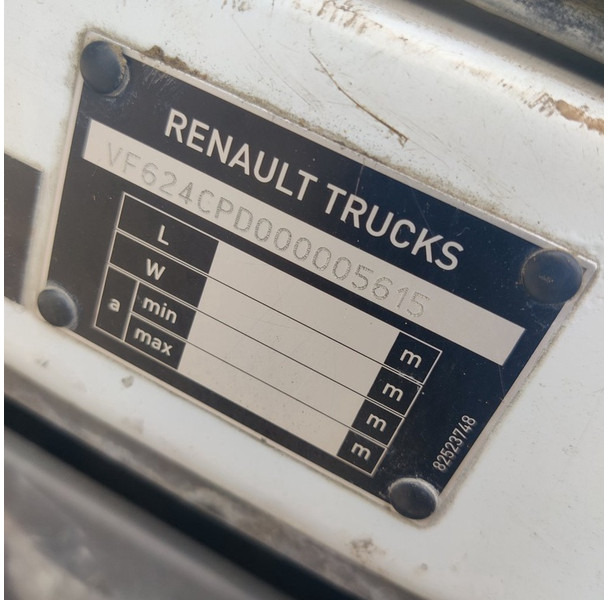 RENAULT TRUCKS
VF624CPD000005615
L m
W m
a min m
max m
82523748